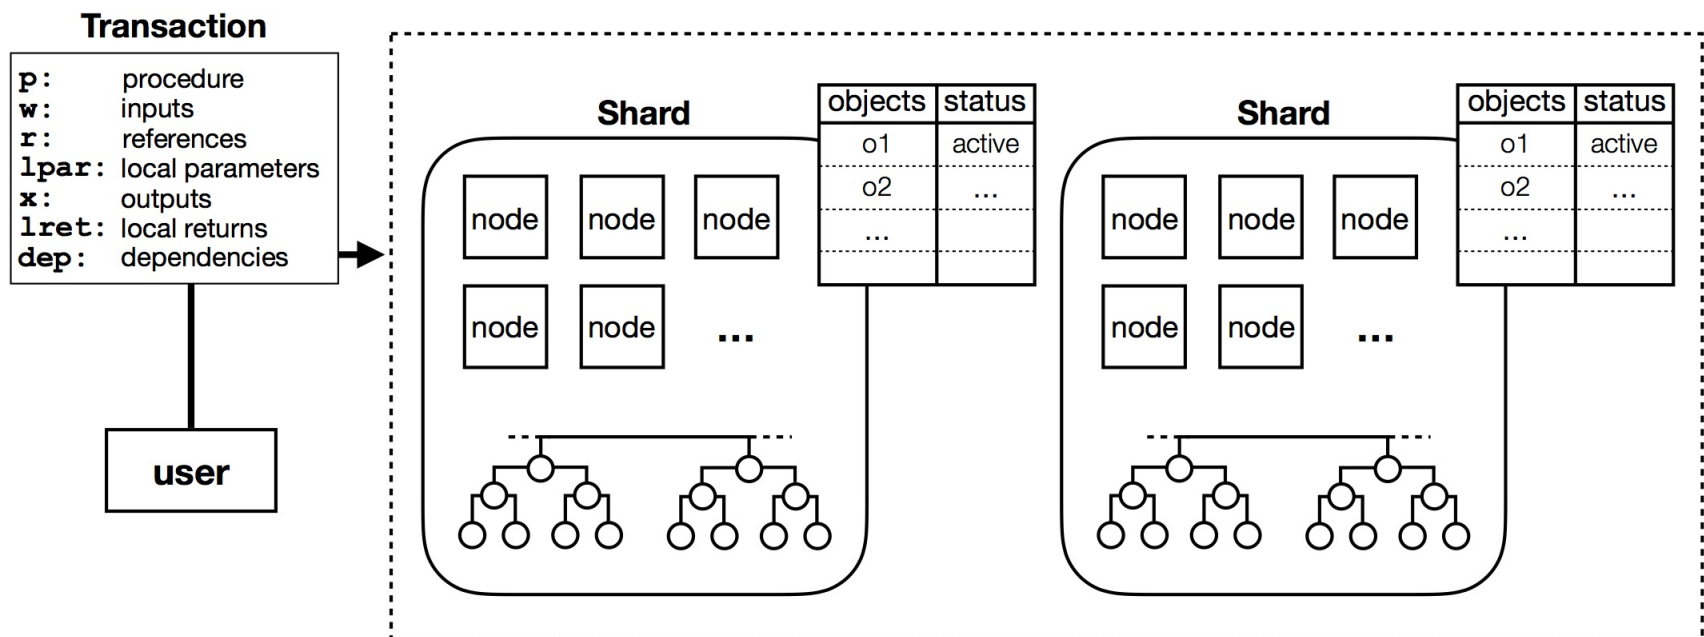 Transaction
p: procedure
w: inputs
r: references
lpar: local parameters
x: outputs
lret: local returns
dep: dependencies
user
Shard
objects status
o1 active
o2 ...
...
node node node
node node ...
Shard
objects status
o1 active
o2 ...
...
node node node
node node ...